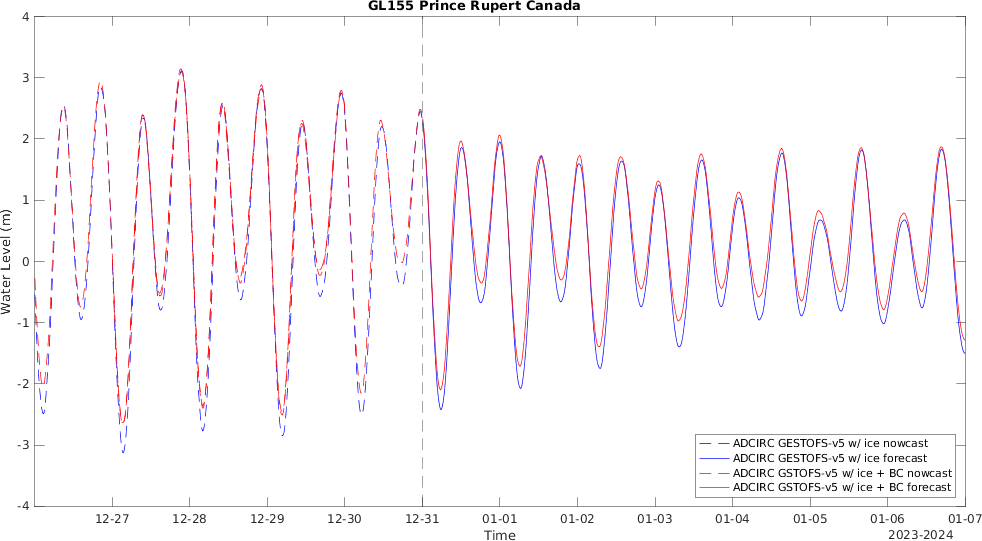 GL155 Prince Rupert Canada
4
3
2
1
0
-1
-2
-3
-4
Water Level (m)
ADCIRC GESTOFS-v5 w/ ice nowcast
ADCIRC GESTOFS-v5 w/ ice forecast
ADCIRC GSTOFS-v5 w/ ice + BC nowcast
ADCIRC GSTOFS-v5 w/ ice + BC forecast
12-27 12-28 12-29 12-30 12-31 01-01 01-02 01-03 01-04 01-05 01-06 01-07
Time
2023-2024